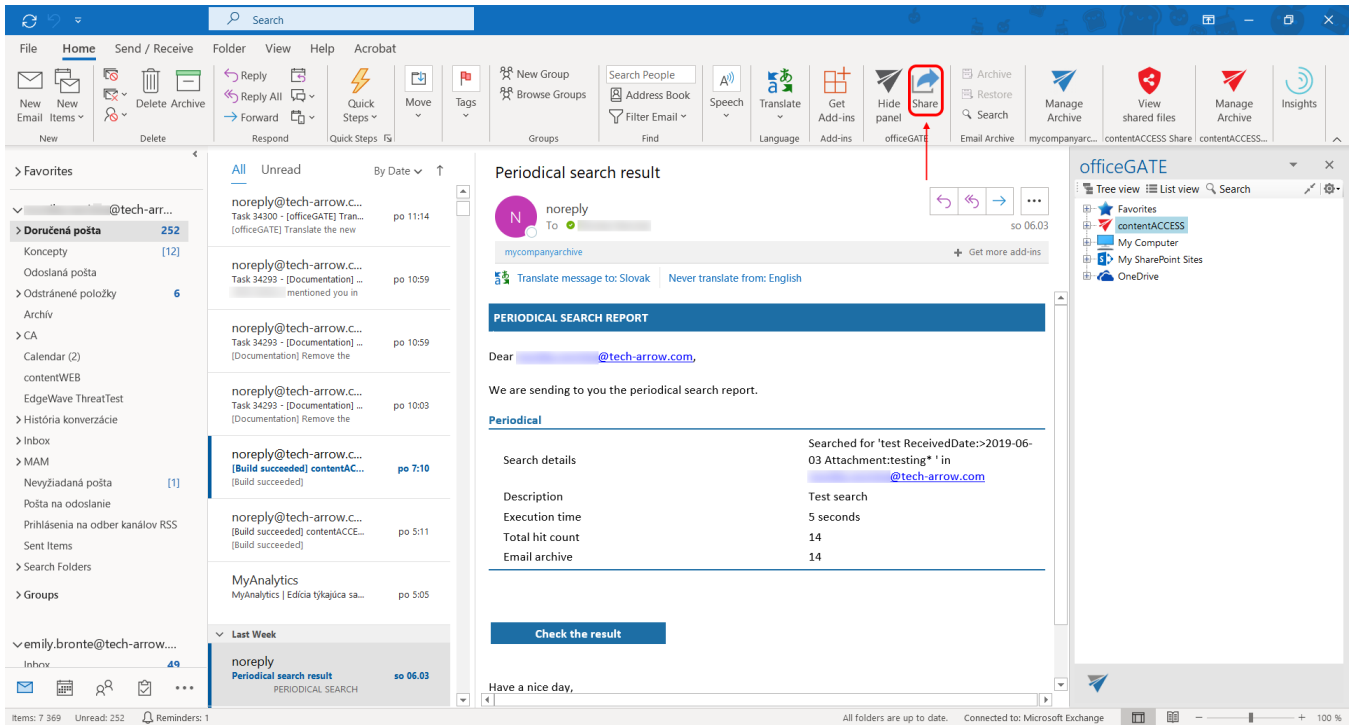 Search
File Home Send / Receive Folder View Help Acrobat
New Email
New Items
New
Delete
Archive
Delete
Reply
Reply All
Forward
Respond
Quick Steps
Quick Steps
Move
Tags
New Group
Browse Groups
Groups
Search People
Address Book
Filter Email
Find
Speech
Translate
Language
Get Add-ins
Add-ins
Hide panel
Share
officeGATE
Archive
Restore
Search
Email Archive
Manage Archive
mycompanyarc...
View shared files
contentACCESS Share
Manage Archive
contentACCESS...
Insights
Favorites
@tech-arr...
Doručená pošta 252
Koncepty [12]
Odoslaná pošta
Odstránené položky 6
Archív
CA
Calendar (2)
contentWEB
EdgeWave ThreatTest
História konverzácie
Inbox
MAM
Nevyžiadaná pošta [1]
Pošta na odoslanie
Prihlásenia na odber kanálov RSS
Sent Items
Search Folders
Groups
emily.bronte@tech-arrow....
Inbox 49
All Unread By Date
noreply@tech-arrow.c...
Task 34300 - [officeGATE] Tran... po 11:14
[officeGATE] Translate the new
noreply@tech-arrow.c...
Task 34293 - [Documentation] ... po 10:59
mentioned you in
noreply@tech-arrow.c...
Task 34293 - [Documentation] ... po 10:59
[Documentation] Remove the
noreply@tech-arrow.c...
Task 34293 - [Documentation] ... po 10:03
[Documentation] Remove the
noreply@tech-arrow.c...
[Build succeeded] contentAC... po 7:10
[Build succeeded]
noreply@tech-arrow.c...
[Build succeeded] contentACCE... po 5:11
[Build succeeded]
MyAnalytics
MyAnalytics | Edícia týkajúca sa... po 5:05
Last Week
noreply
Periodical search result so 06.03
PERIODICAL SEARCH
Periodical search result
N
noreply
To
so 06.03
mycompanyarchive
Get more add-ins
Translate message to: Slovak Never translate from: English
PERIODICAL SEARCH REPORT
Dear @tech-arrow.com,
We are sending to you the periodical search report.
Periodical
Search details Searched for 'test ReceivedDate:>2019-06-
03 Attachment:testing* ' in
@tech-arrow.com
Description Test search
Execution time 5 seconds
Total hit count 14
Email archive 14
Check the result
Have a nice day,
officeGATE
Tree view List view Search
Favorites
contentACCESS
My Computer
My SharePoint Sites
OneDrive
Items: 7 369 Unread: 252 Reminders: 1
All folders are up to date. Connected to: Microsoft Exchange 100 %